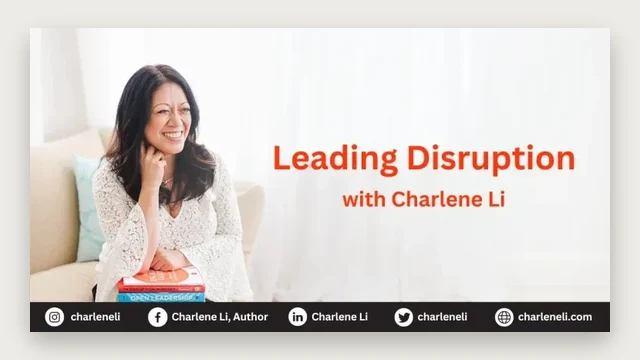 Leading Disruption
with Charlene Li
OPEN LEADERSHIP
charleneli
Charlene Li, Author
Charlene Li
charleneli
charleneli.com